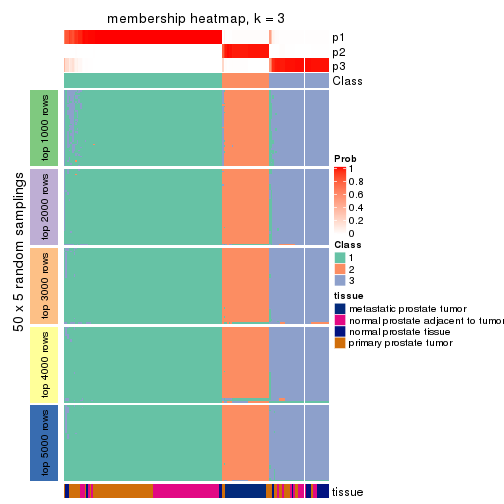 membership heatmap, k = 3
p1
p2
p3
Class
50 x 5 random samplings
top 1000 rows
top 2000 rows
top 3000 rows
top 4000 rows
top 5000 rows
Prob
1
0.8
0.6
0.4
0.2
0
Class
1
2
3
tissue
metastatic prostate tumor
normal prostate adjacent to tumor
normal prostate tissue
primary prostate tumor
tissue